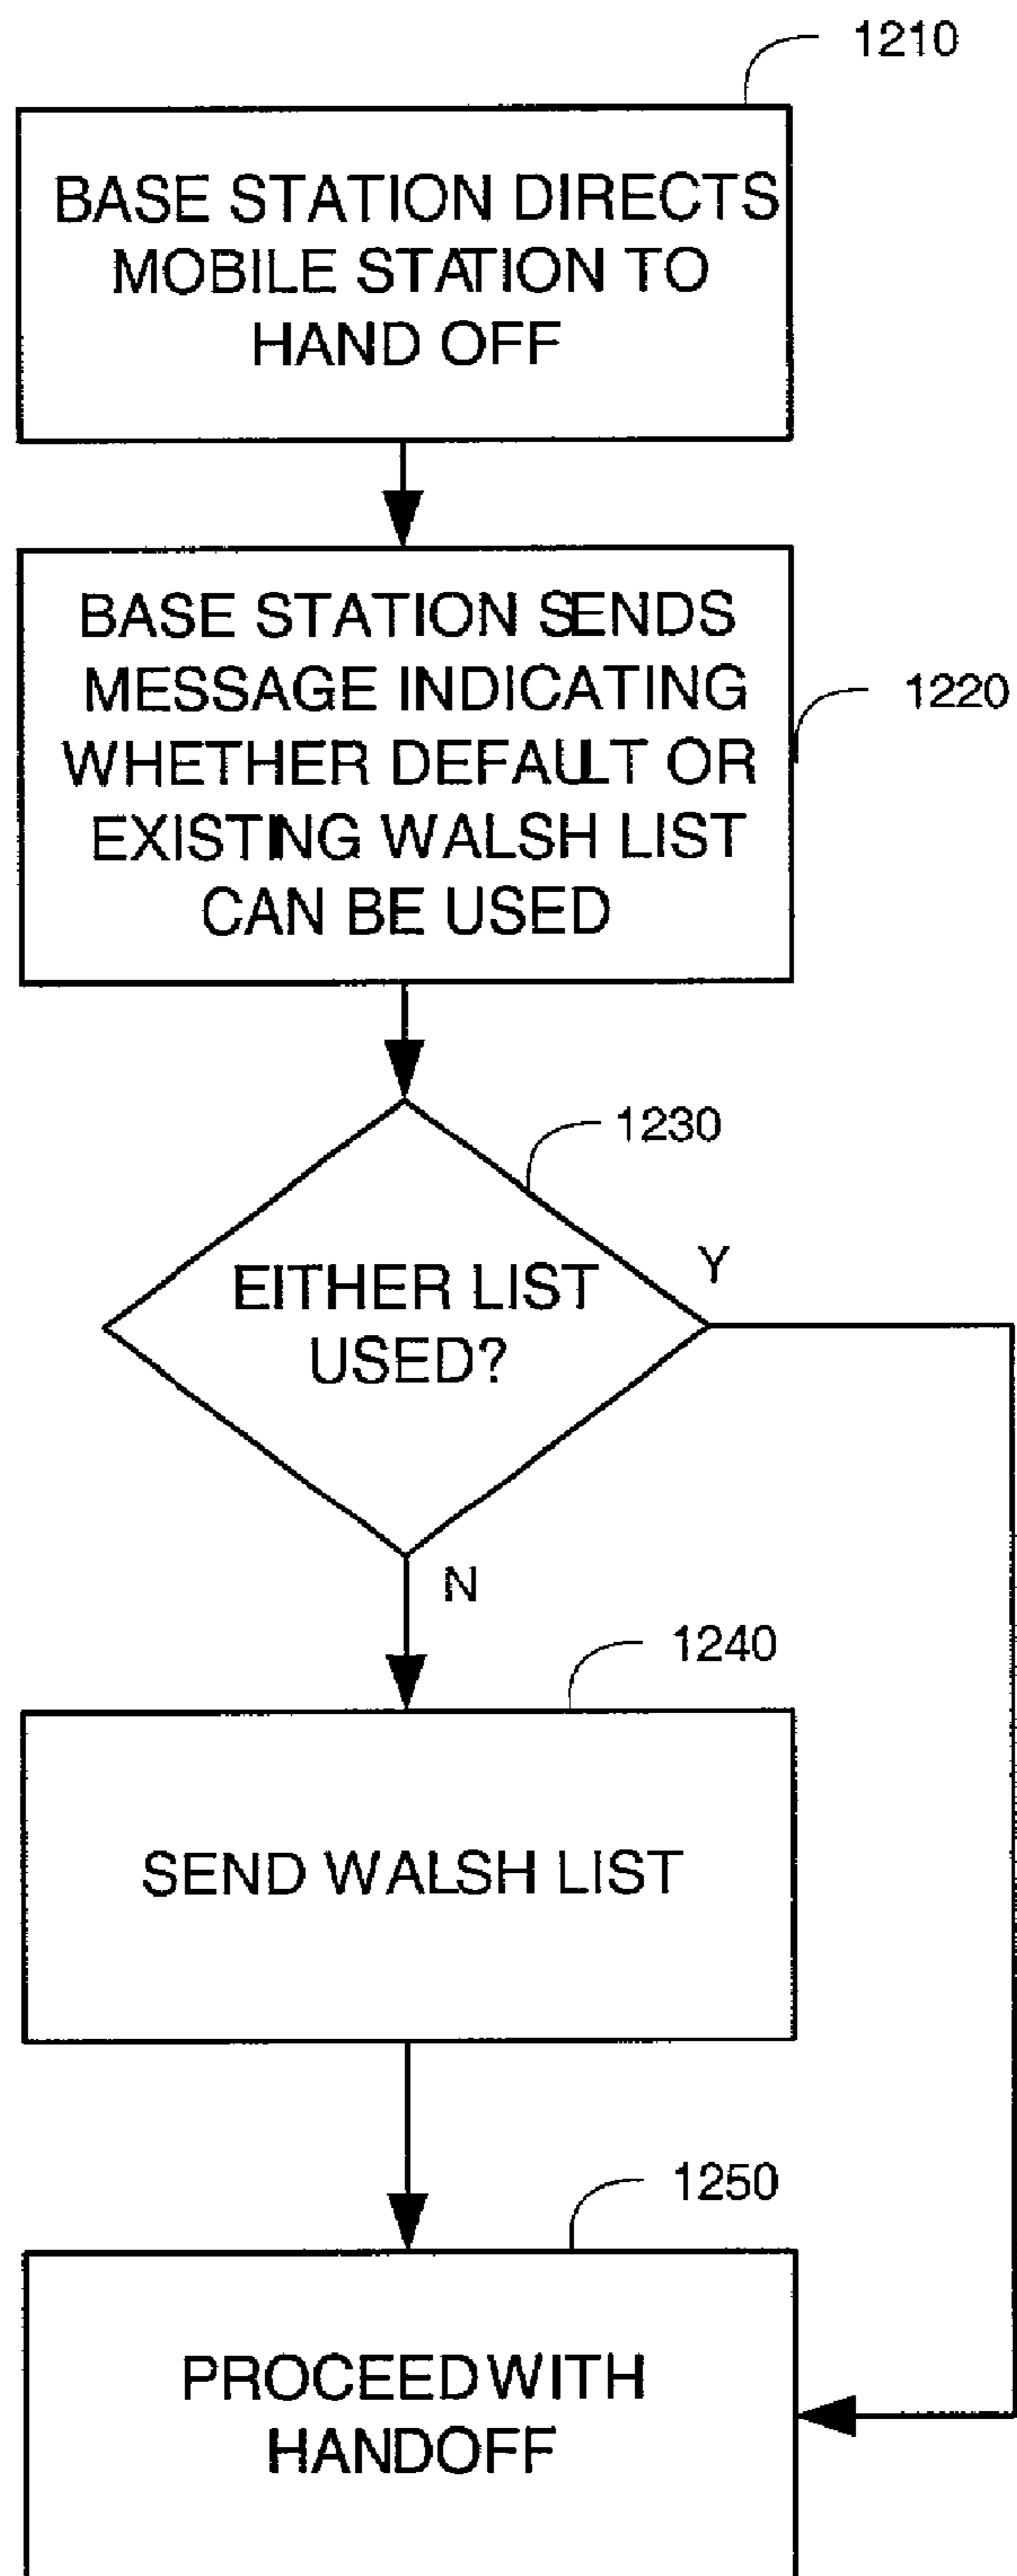 1210
BASE STATION DIRECTS
MOBILE STATION TO
HAND OFF
BASE STATION SENDS
MESSAGE INDICATING
WHETHER DEFAULT OR
EXISTING WALSH LIST
CAN BE USED
1220
1230
EITHER LIST
USED?
Y
N
1240
SEND WALSH LIST
1250
PROCEED WITH
HANDOFF